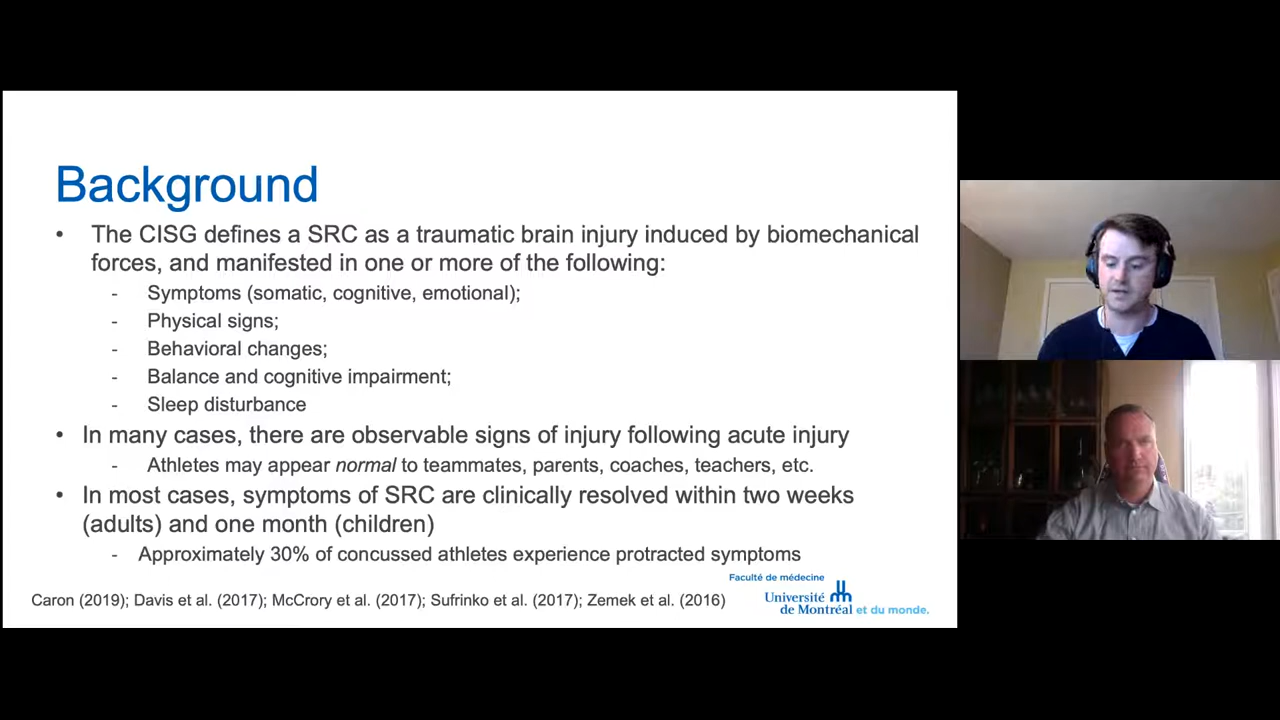 Background
• The CISG defines a SRC as a traumatic brain injury induced by biomechanical
forces, and manifested in one or more of the following:
- Symptoms (somatic, cognitive, emotional);
- Physical signs;
- Behavioral changes;
- Balance and cognitive impairment;
- Sleep disturbance
• In many cases, there are observable signs of injury following acute injury
- Athletes may appear normal to teammates, parents, coaches, teachers, etc.
• In most cases, symptoms of SRC are clinically resolved within two weeks
(adults) and one month (children)
- Approximately 30% of concussed athletes experience protracted symptoms
Caron (2019); Davis et al. (2017); McCrory et al. (2017); Sufrinko et al. (2017); Zemek et al. (2016)
Faculté de médecine
Université
de Montréal et du monde.